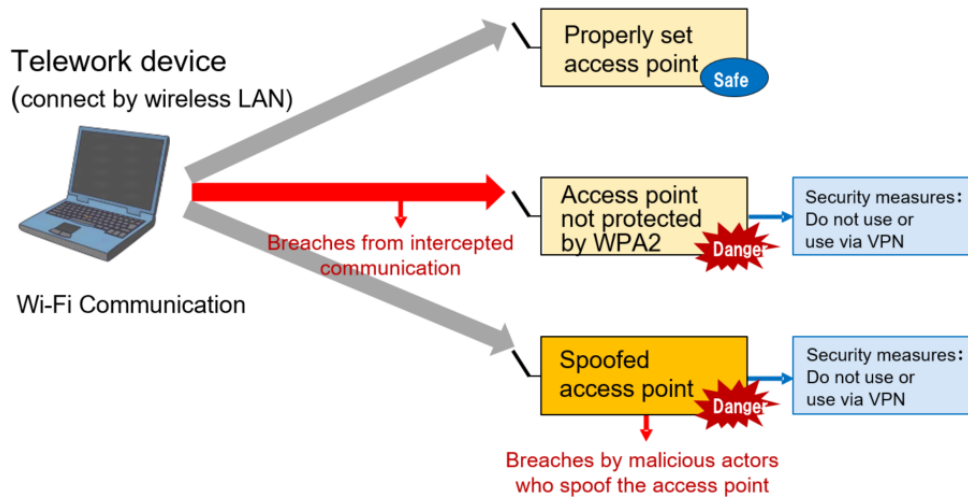 Telework device
(connect by wireless LAN)
Wi-Fi Communication
Properly set
access point
Safe
Breaches from intercepted
communication
Access point
not protected
by WPA2
Danger
Security measures:
Do not use or
use via VPN
Spoofed
access point
Danger
Security measures:
Do not use or
use via VPN
Breaches by malicious actors
who spoof the access point